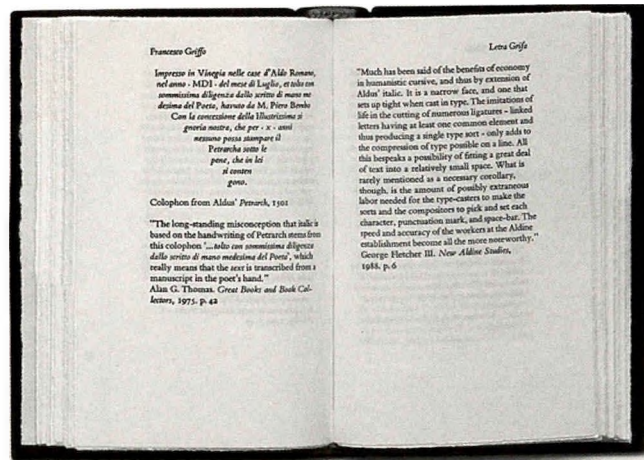 Francesco Griffo
Impresso in Vinegia nelle case d'Aldo Romano,
nel anno - MDI - del mese di Luglio, et tolto con
sommissima diligenza dallo scritto di mano me
desima del Poeta, havuto da M. Piero Bembo
Con la concessione della Illustrissima si
gnoria nostra, che per - x - anni
nessuno possa stampare il
Petrarcha sotto le
pene, che in lei
si conten
gono.
Colophon from Aldus' Petrarch, 1501
"The long-standing misconception that italic is
based on the handwriting of Petrarch stems from
this colophon '...tolto con sommissima diligenza
dallo scritto di mano medesima del Poeta', which
really means that the text is transcribed from a
manuscript in the poet's hand."
Alan G. Thomas. Great Books and Book Col-
lectors, 1975. p. 42
Letra Grifa
"Much has been said of the benefits of economy
in humanistic cursive, and thus by extension of
Aldus' italic. It is a narrow face, and one that
sets up tight when cast in type. The imitations of
life in the cutting of numerous ligatures - linked
letters having at least one common element and
thus producing a single type sort - only adds to
the compression of type possible on a line. All
this bespeaks a possibility of fitting a great deal
of text into a relatively small space. What is
rarely mentioned as a necessary corollary,
though, is the amount of possibly extraneous
labor needed for the type-casters to make the
sorts and the compositors to pick and set each
character, punctuation mark, and space-bar. The
speed and accuracy of the workers at the Aldine
establishment become all the more noteworthy."
George Fletcher III. New Aldine Studies,
1988. p. 6